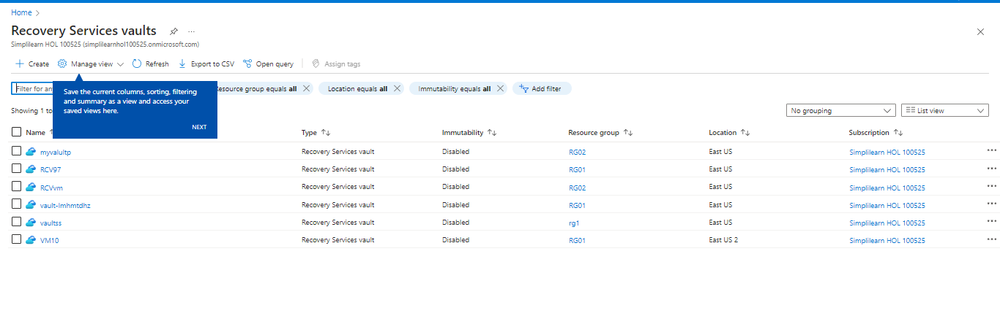 Home >
Recovery Services vaults
Simplilearn HOL 100525 (simplilearnhol100525.onmicrosoft.com)
Create Manage view Refresh Export to CSV Open query Assign tags
Filter for an
Save the current columns, sorting, filtering
and summary as a view and access your
saved views here.
NEXT
esource group equals all Location equals all Immutability equals all Add filter
Showing 1 to
No grouping List view
Name Type Immutability Resource group Location Subscription
myvalultp Recovery Services vault Disabled RG02 East US Simplilearn HOL 100525
RCV97 Recovery Services vault Disabled RG01 East US Simplilearn HOL 100525
RCVvm Recovery Services vault Disabled RG02 East US Simplilearn HOL 100525
vault-lmhmtdhz Recovery Services vault Disabled RG01 East US Simplilearn HOL 100525
vaultss Recovery Services vault Disabled rg1 East US Simplilearn HOL 100525
VM10 Recovery Services vault Disabled RG01 East US 2 Simplilearn HOL 100525